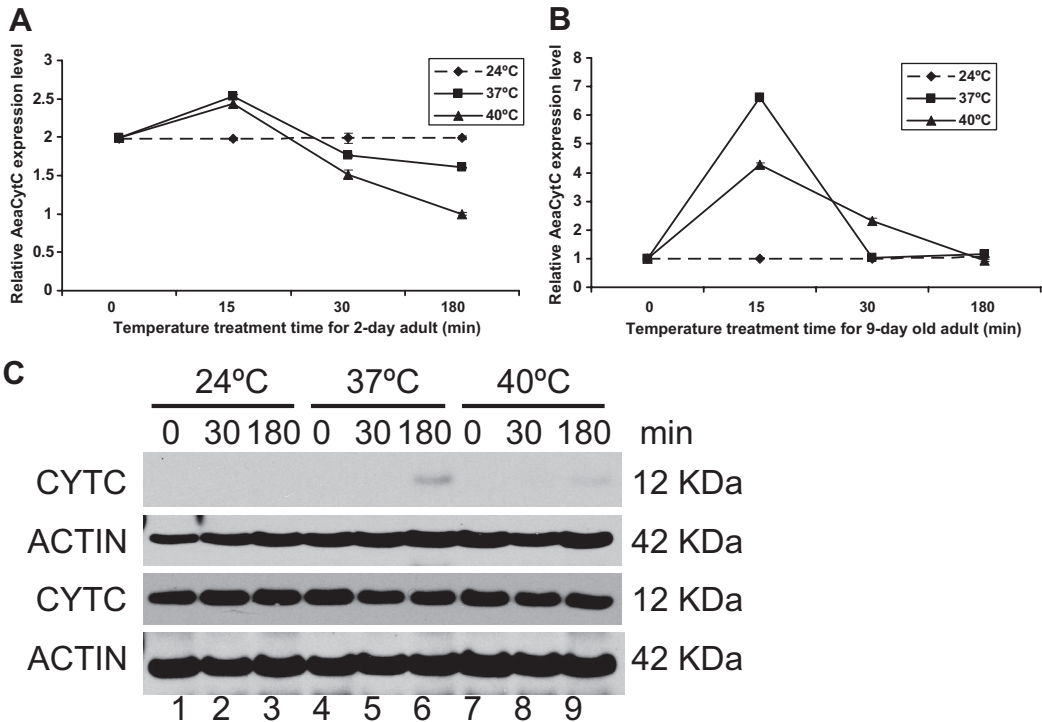 A
Relative AeaCytC expression level
3
2.5
2
1.5
1
0.5
0
24ºC
37ºC
40ºC
0 15 30 180
Temperature treatment time for 2-day adult (min)
B
Relative AeaCytC expression level
8
7
6
5
4
3
2
1
0
24ºC
37ºC
40ºC
0 15 30 180
Temperature treatment time for 9-day old adult (min)
C
24ºC 37ºC 40ºC
0 30 180 0 30 180 0 30 180 min
CYTC 12 KDa
ACTIN 42 KDa
CYTC 12 KDa
ACTIN 42 KDa
1 2 3 4 5 6 7 8 9